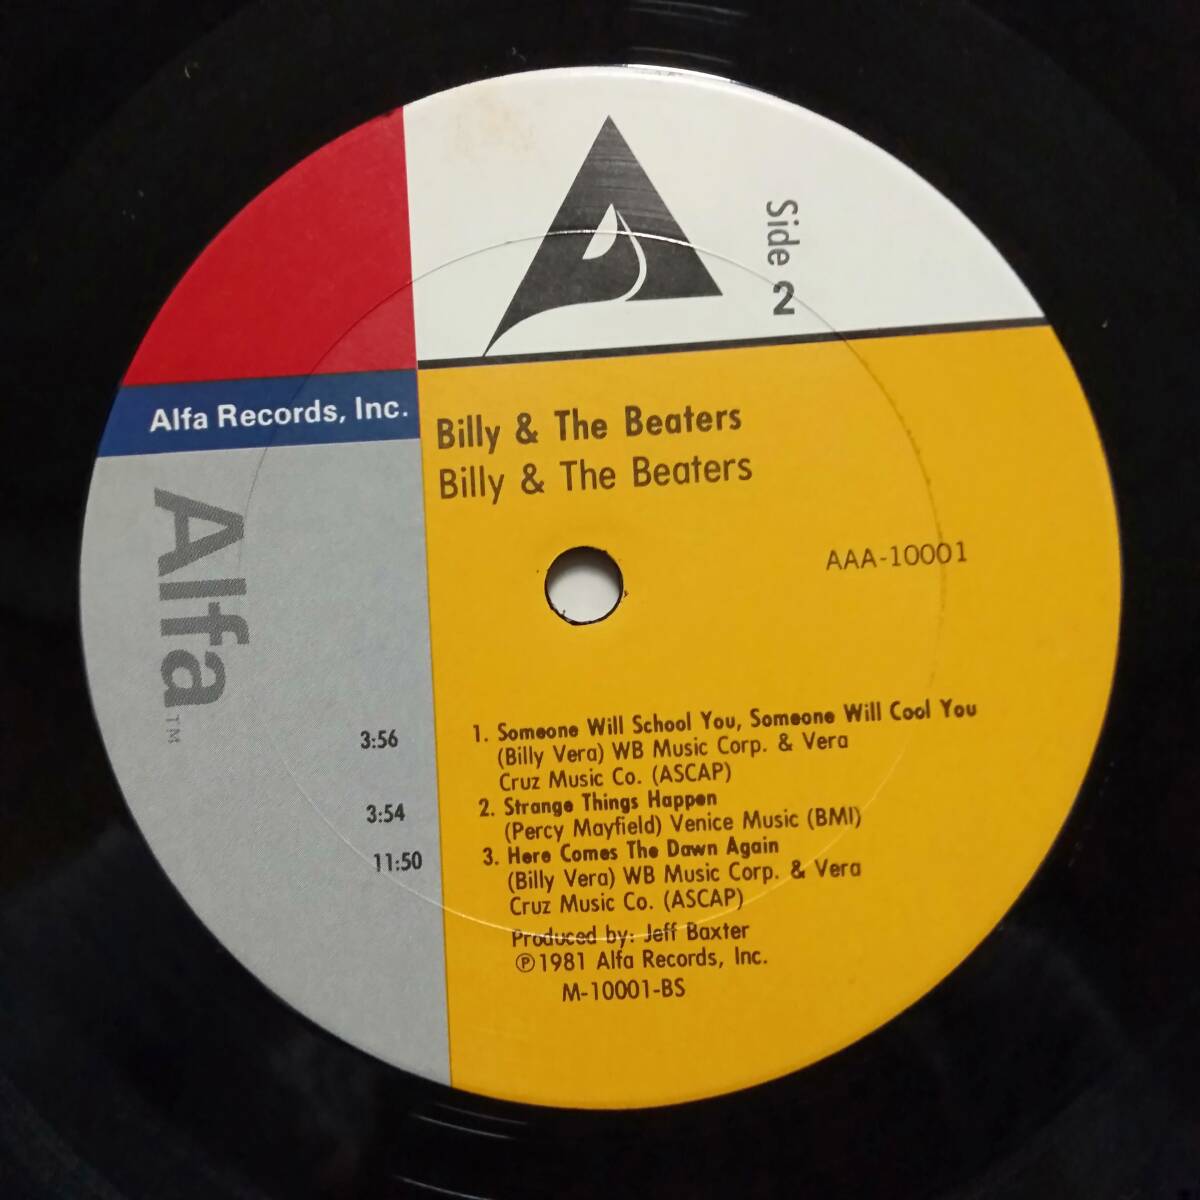 Side 2
Alfa Records, Inc.
Alfa™
Billy & The Beaters
Billy & The Beaters
AAA-10001
3:56
1. Someone Will School You, Someone Will Cool You
(Billy Vera) WB Music Corp. & Vera
Cruz Music Co. (ASCAP)
3:54
2. Strange Things Happen
(Percy Mayfield) Venice Music (BMI)
11:50
3. Here Comes The Dawn Again
(Billy Vera) WB Music Corp. & Vera
Cruz Music Co. (ASCAP)
Produced by: Jeff Baxter
℗1981 Alfa Records, Inc.
M-10001-BS